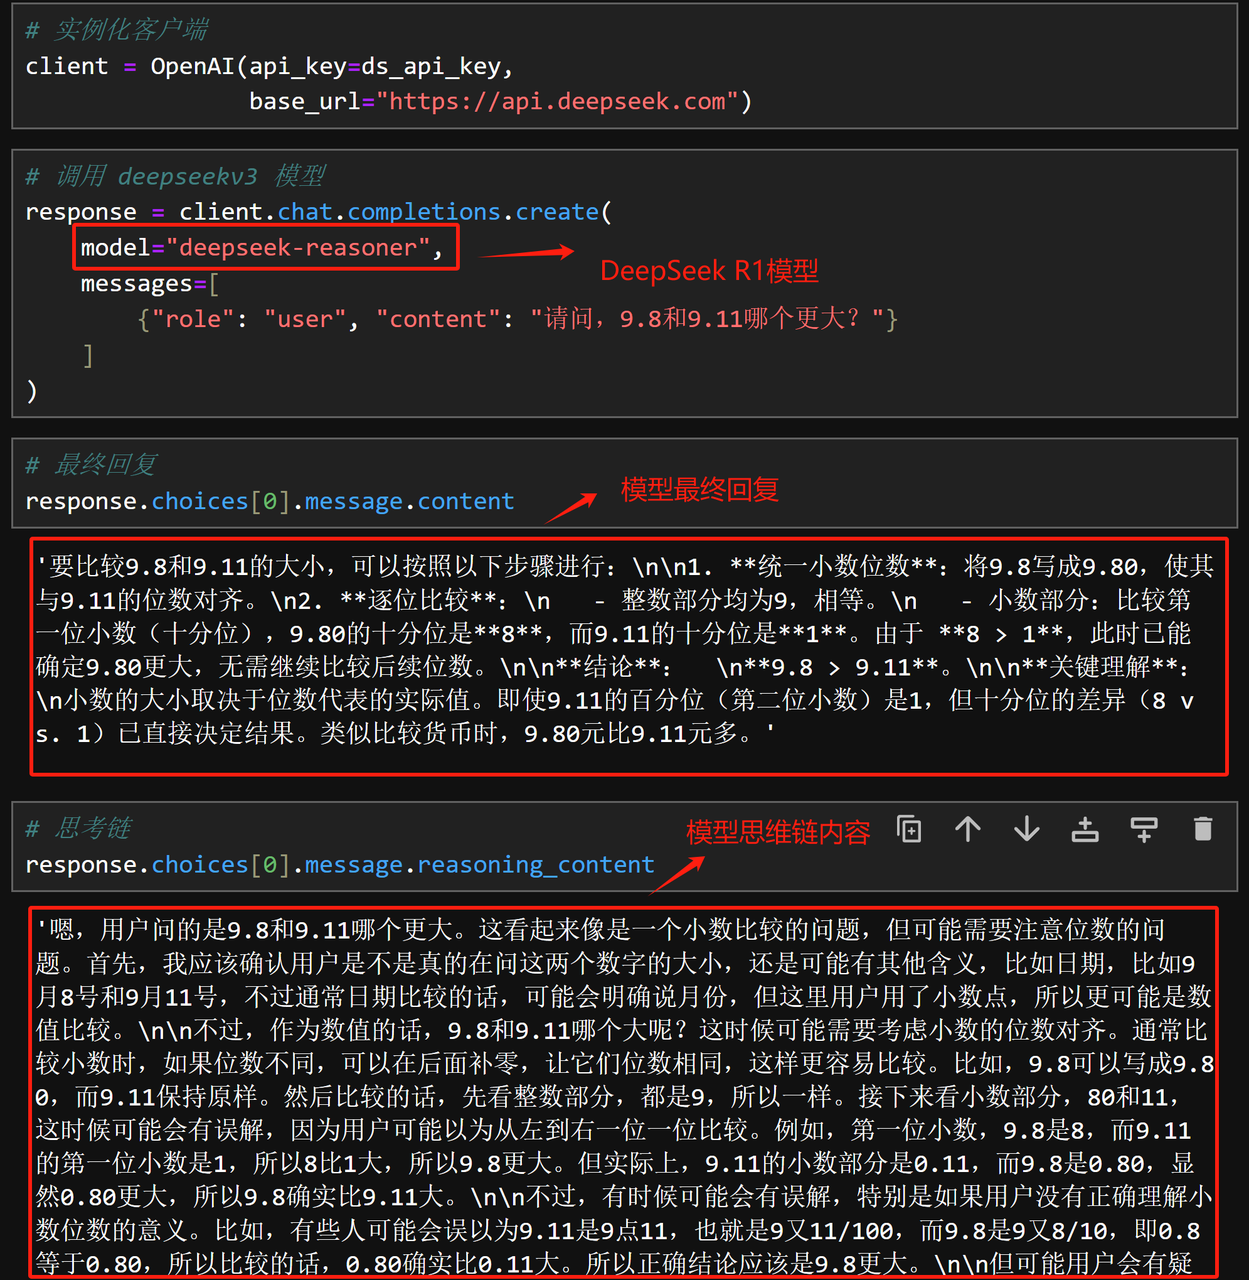 # 实例化客户端
client = OpenAI(api_key=ds_api_key,
base_url="https://api.deepseek.com")
# 调用 deepseekv3 模型
response = client.chat.completions.create(
model="deepseek-reasoner",
DeepSeek R1模型
messages=[
{"role": "user", "content": "请问，9.8和9.11哪个更大？"}
]
)
# 最终回复
模型最终回复
response.choices[0].message.content
'要比较9.8和9.11的大小，可以按照以下步骤进行：\n\n1. **统一小数位数**：将9.8写成9.80，使其
与9.11的位数对齐。\n2. **逐位比较**：\n   - 整数部分均为9，相等。\n   - 小数部分：比较第
一位小数（十分位），9.80的十分位是**8**，而9.11的十分位是**1**。由于 **8 > 1**，此时已能
确定9.80更大，无需继续比较后续位数。\n\n**结论**：  \n**9.8 > 9.11**。\n\n**关键理解**：
\n小数的大小取决于位数代表的实际值。即使9.11的百分位（第二位小数）是1，但十分位的差异（8 v
s. 1）已直接决定结果。类似比较货币时，9.80元比9.11元多。'
# 思考链
模型思维链内容
response.choices[0].message.reasoning_content
'嗯，用户问的是9.8和9.11哪个更大。这看起来像是一个小数比较的问题，但可能需要注意位数的问
题。首先，我应该确认用户是不是真的在问这两个数字的大小，还是可能有其他含义，比如日期，比如9
月8号和9月11号，不过通常日期比较的话，可能会明确说月份，但这里用户用了小数点，所以更可能是数
值比较。\n\n不过，作为数值的话，9.8和9.11哪个大呢？这时候可能需要考虑小数的位数对齐。通常比
较小数时，如果位数不同，可以在后面补零，让它们位数相同，这样更容易比较。比如，9.8可以写成9.8
0，而9.11保持原样。然后比较的话，先看整数部分，都是9，所以一样。接下来看小数部分，80和11，
这时候可能会有误解，因为用户可能以为从左到右一位一位比较。例如，第一位小数，9.8是8，而9.11
的第一位小数是1，所以8比1大，所以9.8更大。但实际上，9.11的小数部分是0.11，而9.8是0.80，显
然0.80更大，所以9.8确实比9.11大。\n\n不过，有时候可能会有误解，特别是如果用户没有正确理解小
数位数的意义。比如，有些人可能会误以为9.11是9点11，也就是9又11/100，而9.8是9又8/10，即0.8
等于0.80，所以比较的话，0.80确实比0.11大。所以正确结论应该是9.8更大。\n\n但可能用户会有疑